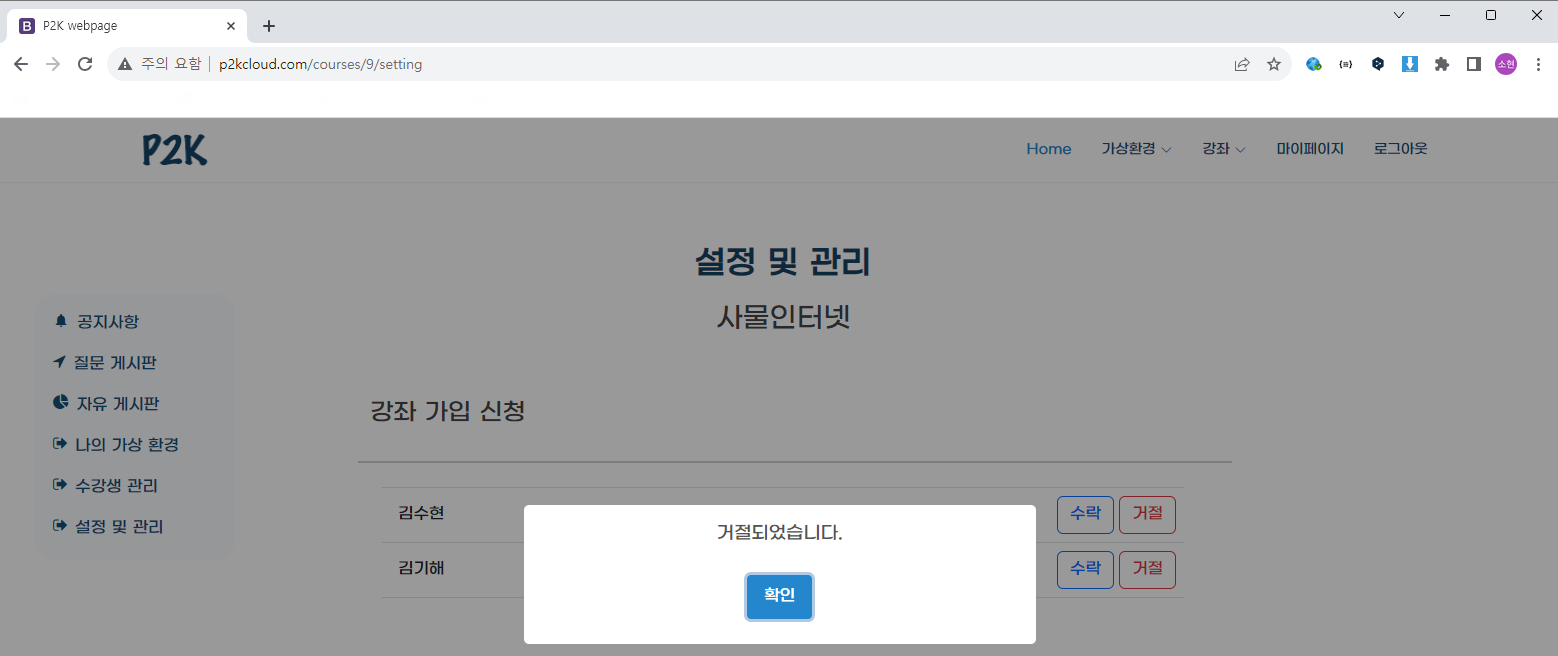 P2K webpage
주의 요함 p2kcloud.com/courses/9/setting
소현
P2K
Home 가상환경 강좌 마이페이지 로그아웃
설정 및 관리
사물인터넷
공지사항
질문 게시판
자유 게시판
나의 가상 환경
수강생 관리
설정 및 관리
강좌 가입 신청
김수현 수락 거절
김기해 수락 거절
거절되었습니다.
확인